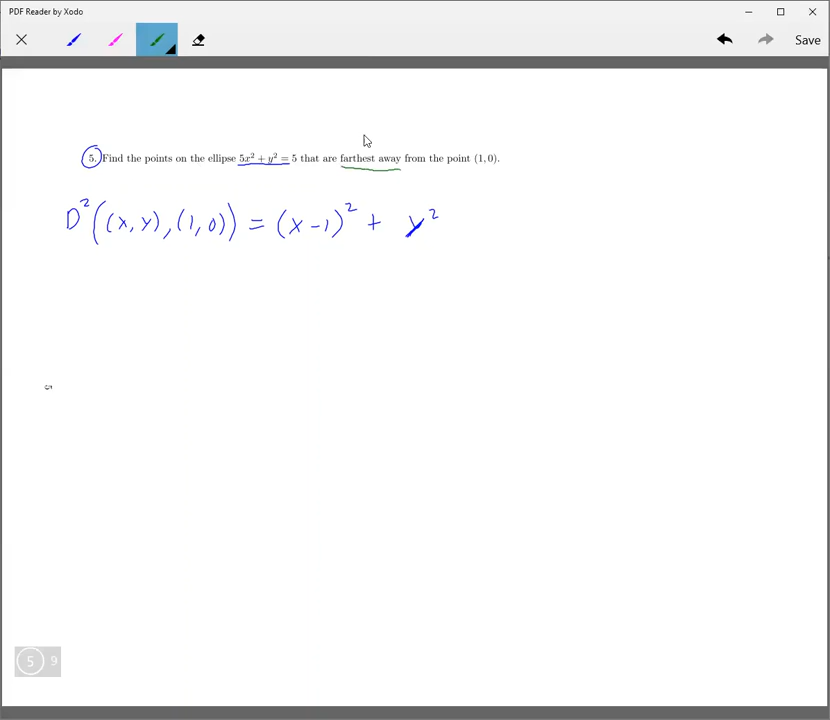 PDF Reader by Xodo
Save
5. Find the points on the ellipse 5x² + y² = 5 that are farthest away from the point (1, 0).
D²((x, y), (1, 0)) = (x - 1)² + y²
5
5 9